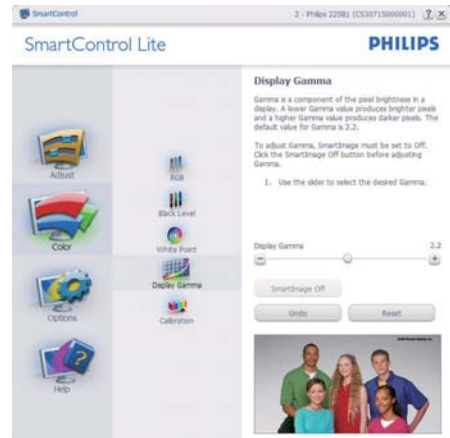 SmartControl
2 - Philips 225B1 (CS30715000001)
SmartControl Lite
PHILIPS
Adjust
Color
Options
Help
RGB
Black Level
White Point
Display Gamma
Calibration
Display Gamma
Gamma is a component of the pixel brightness in a
display. A lower Gamma value produces brighter pixels
and a higher Gamma value produces darker pixels. The
default value for Gamma is 2.2.
To adjust Gamma, SmartImage must be set to Off.
Click the SmartImage Off button before adjusting
Gamma.
1. Use the slider to select the desired Gamma.
Display Gamma 2.2
SmartImage Off
Undo Reset